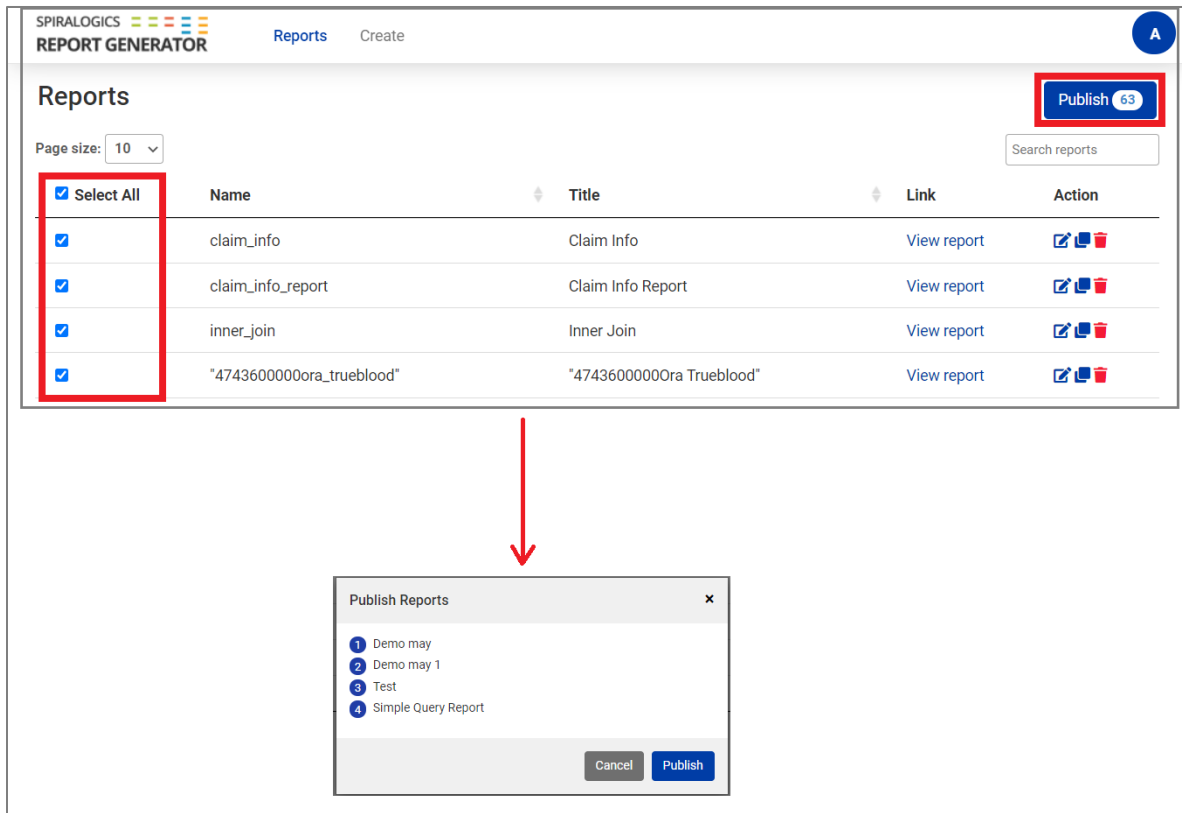 SPIRALOGICS
REPORT GENERATOR
Reports Create
A
Reports
Publish 63
Page size: 10
Search reports
Select All Name Title Link Action
claim_info Claim Info View report
claim_info_report Claim Info Report View report
inner_join Inner Join View report
"4743600000ora_trueblood" "4743600000Ora Trueblood" View report
Publish Reports ×
1 Demo may
2 Demo may 1
3 Test
4 Simple Query Report
Cancel Publish